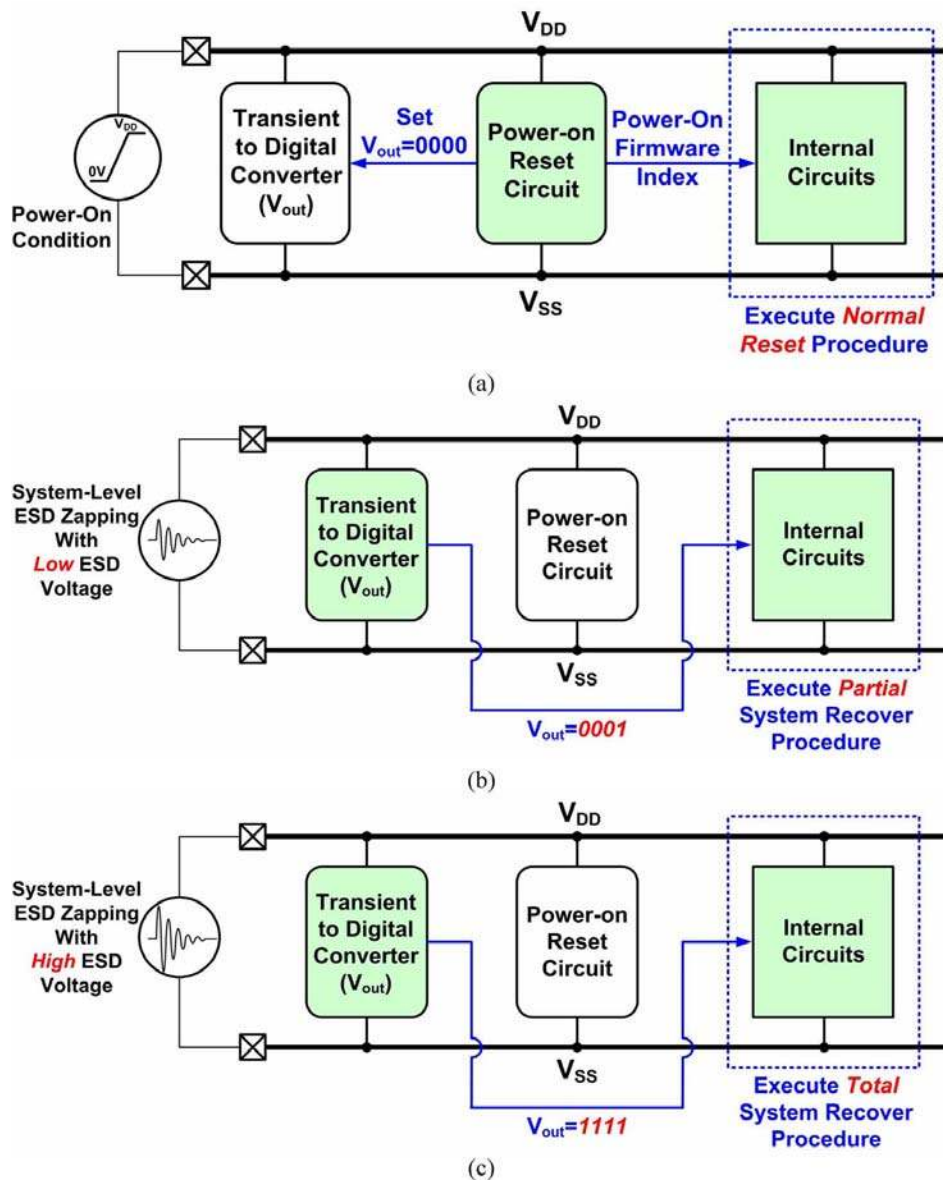 V_DD
Transient
to Digital
Converter
(V_out)
Set
V_out=0000
Power-on
Reset
Circuit
Power-On
Firmware
Index
Internal
Circuits
V_DD
0V
Power-On
Condition
V_SS
Execute Normal
Reset Procedure
(a)
V_DD
System-Level
ESD Zapping
With
Low ESD
Voltage
Transient
to Digital
Converter
(V_out)
Power-on
Reset
Circuit
Internal
Circuits
V_SS
V_out=0001
Execute Partial
System Recover
Procedure
(b)
V_DD
System-Level
ESD Zapping
With
High ESD
Voltage
Transient
to Digital
Converter
(V_out)
Power-on
Reset
Circuit
Internal
Circuits
V_SS
V_out=1111
Execute Total
System Recover
Procedure
(c)